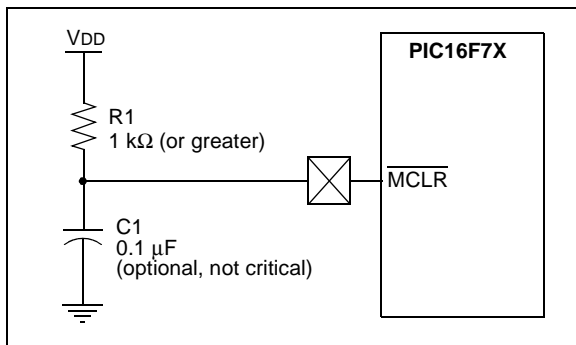 VDD
PIC16F7X
R1
1 kΩ (or greater)
MCLR
C1
0.1 µF
(optional, not critical)